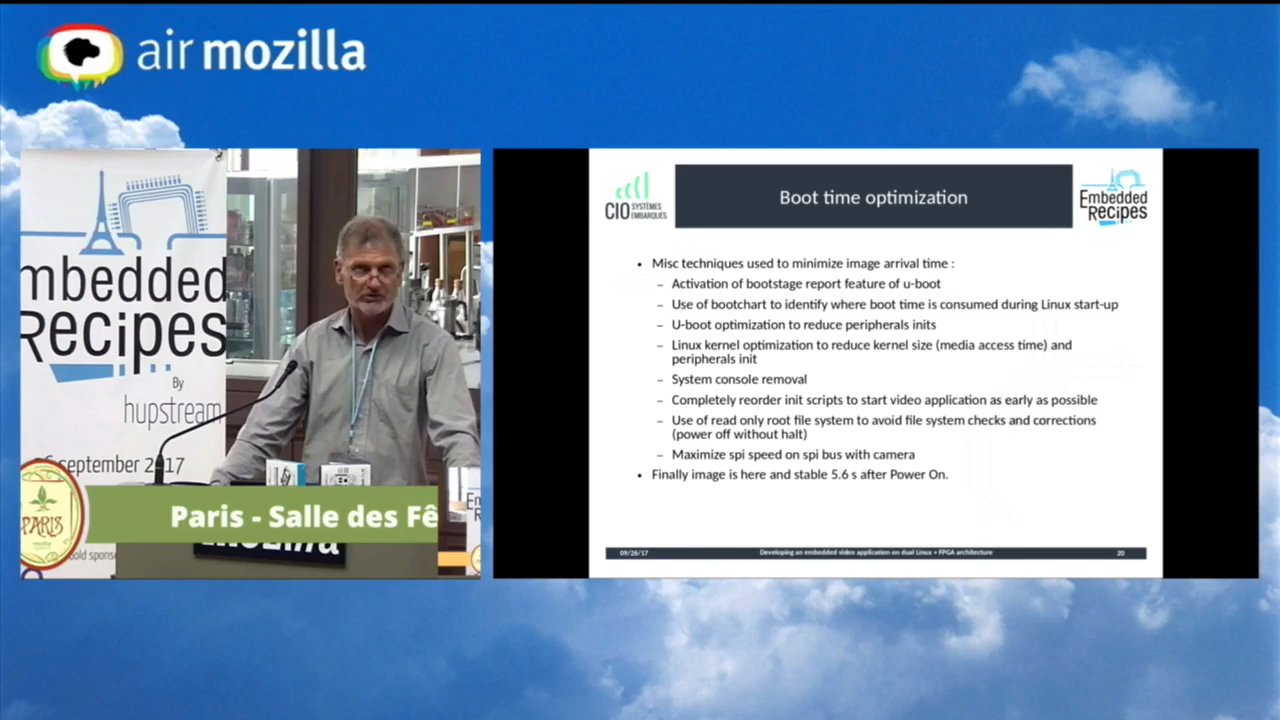 air mozilla
mbedded
Recipes
By
hupstream
september 2017
PARIS
mozilla
old spons
Paris - Salle des Fê
mozilla
En
CIO SYSTÈMES
EMBARQUÉS
Boot time optimization
Embedded
Recipes
• Misc techniques used to minimize image arrival time :
– Activation of bootstage report feature of u-boot
– Use of bootchart to identify where boot time is consumed during Linux start-up
– U-boot optimization to reduce peripherals inits
– Linux kernel optimization to reduce kernel size (media access time) and
peripherals init
– System console removal
– Completely reorder init scripts to start video application as early as possible
– Use of read only root file system to avoid file system checks and corrections
(power off without halt)
– Maximize spi speed on spi bus with camera
• Finally image is here and stable 5.6 s after Power On.
09/26/17
Developing an embedded video application on dual Linux + FPGA architecture
20